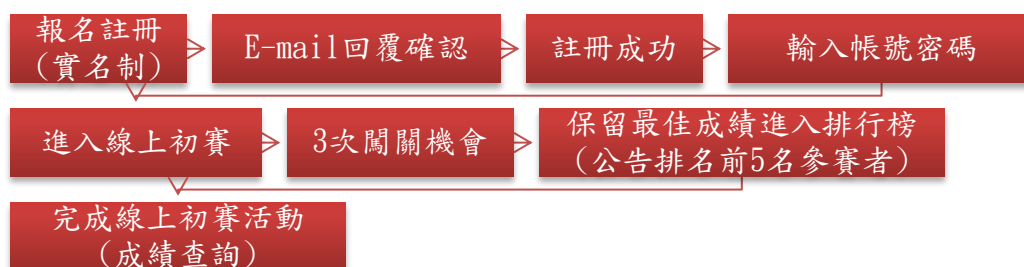 報名註冊
(實名制)
E-mail回覆確認
註冊成功
輸入帳號密碼
進入線上初賽
3次闖關機會
保留最佳成績進入排行榜
(公告排名前5名參賽者)
完成線上初賽活動
(成績查詢)